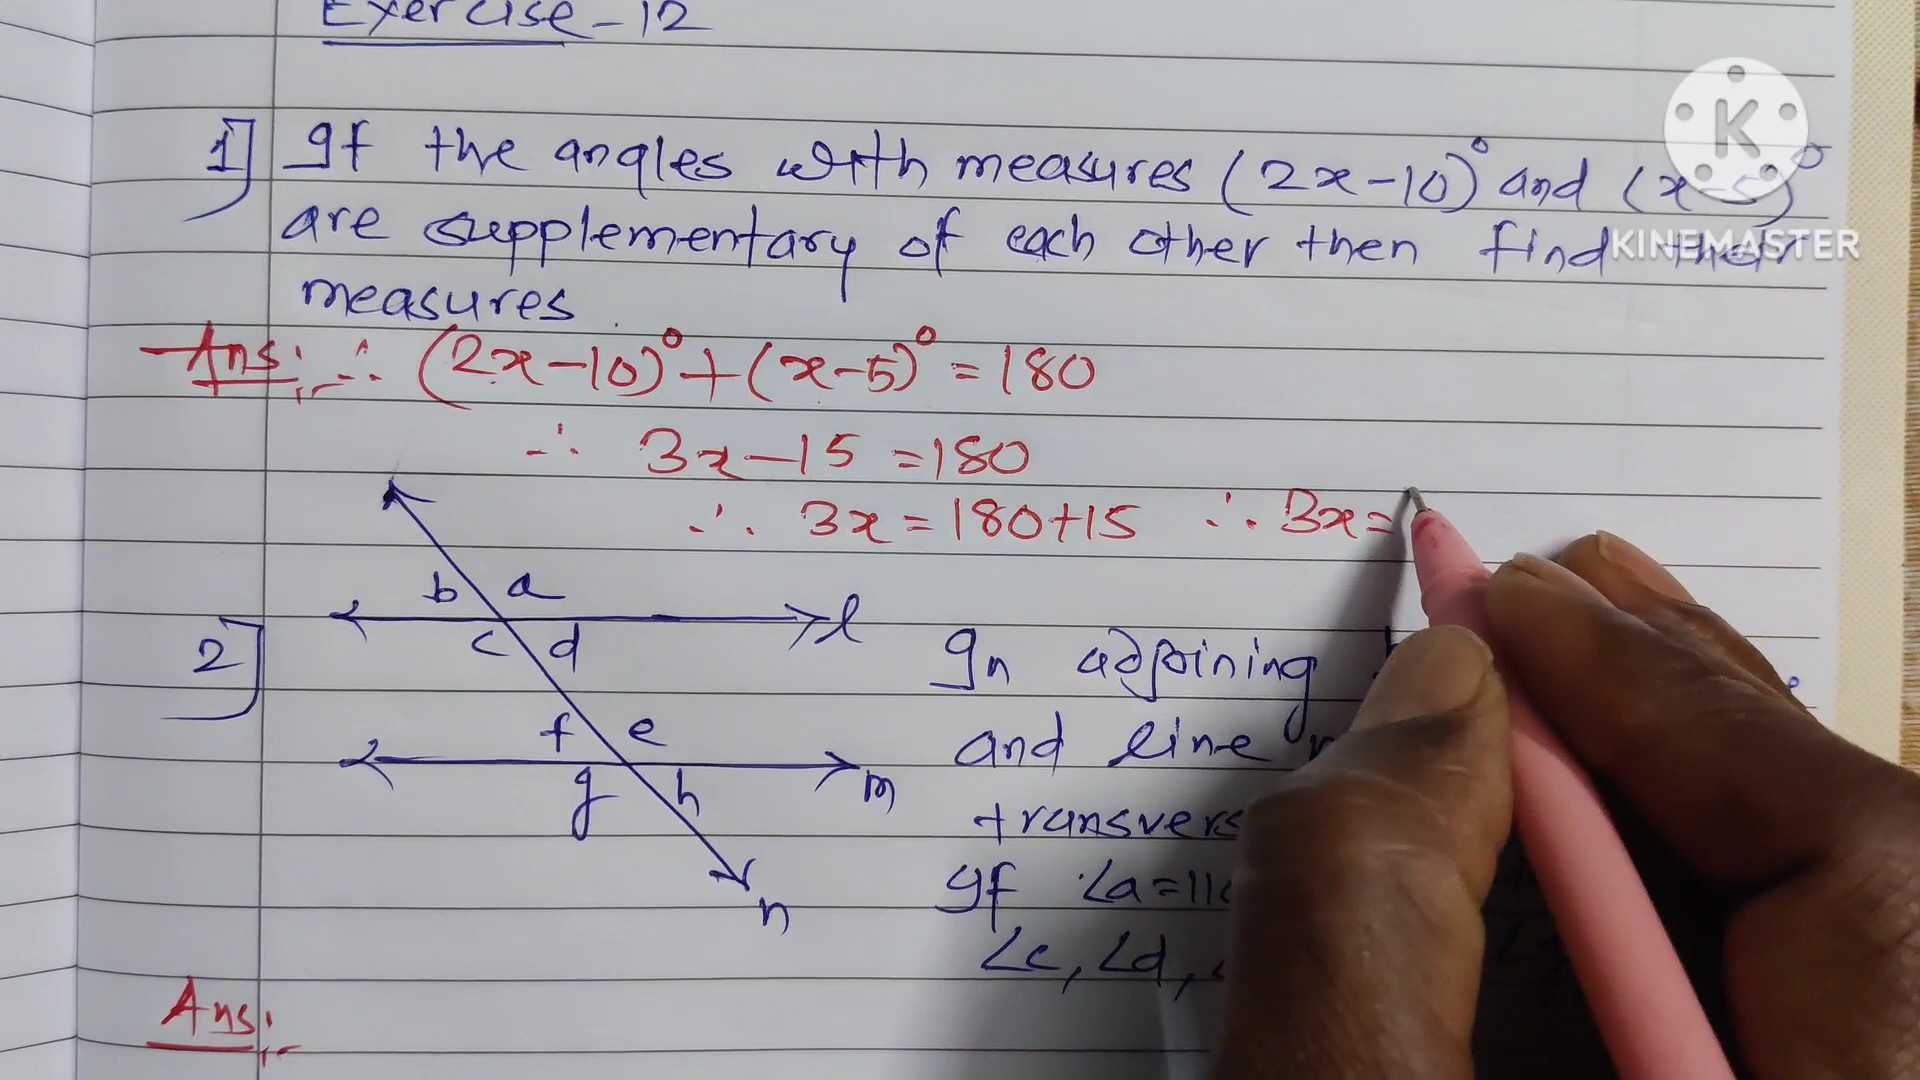 Exercise - 12
1] If the angles with measures (2x-10)° and (x-5)°
are supplementary of each other then find their
measures.
Ans:- ∴ (2x-10)° + (x-5)° = 180
∴ 3x-15 = 180
∴ 3x = 180+15 ∴ 3x=
b a
l
c d
2]
f e
g h
m
n
In adjoining
and line
transvers
If ∠a=11
∠c, ∠d,
Ans:-
K
KINEMASTER